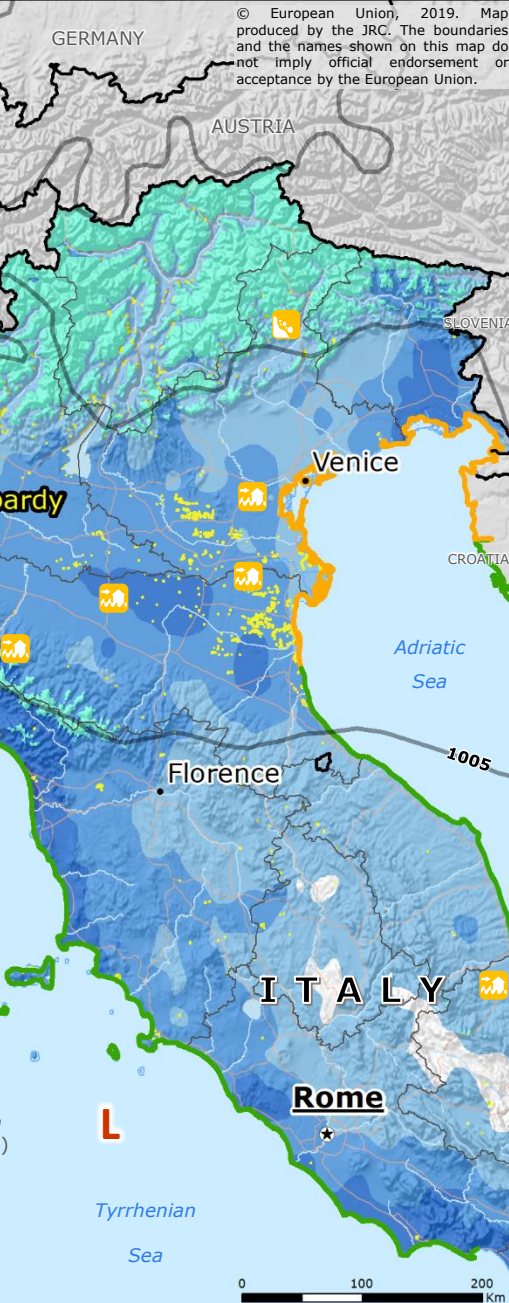 © European Union, 2019. Map
produced by the JRC. The boundaries
and the names shown on this map do
not imply official endorsement or
acceptance by the European Union.
GERMANY
AUSTRIA
SLOVENIA
Venice
bardy
CROATIA
Adriatic
Sea
1005
Florence
ITALY
Rome
L
)
Tyrrhenian
Sea
0 100 200
Km